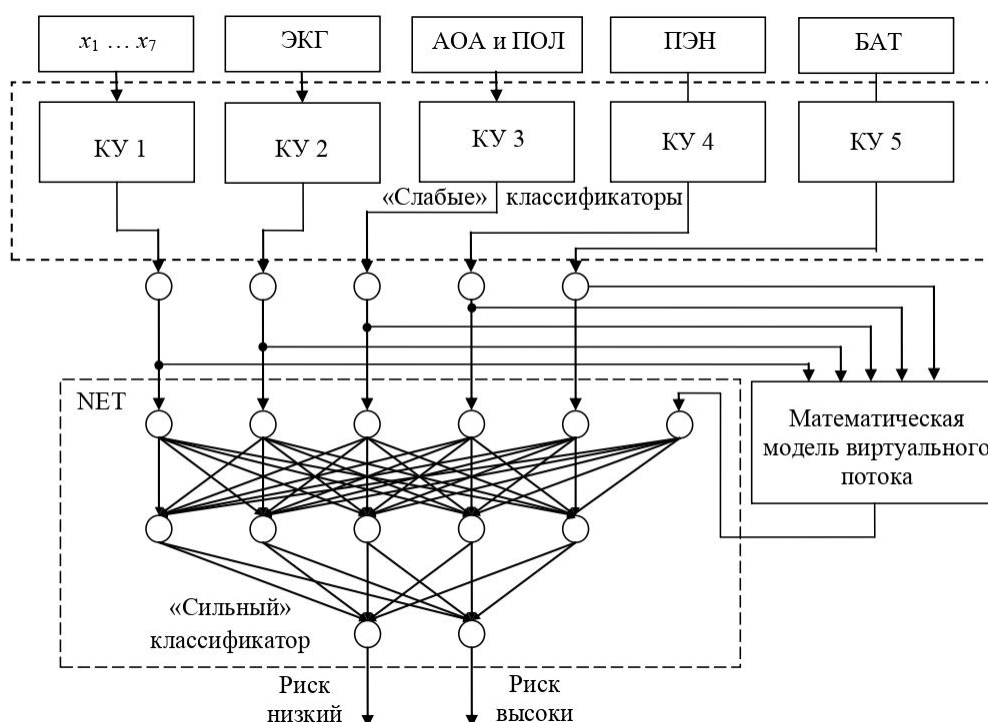 x1 … x7
ЭКГ
АОА и ПОЛ
ПЭН
БАТ
КУ 1
КУ 2
КУ 3
КУ 4
КУ 5
«Слабые» классификаторы
NET
Математическая
модель виртуального
потока
«Сильный»
классификатор
Риск
низкий
Риск
высоки